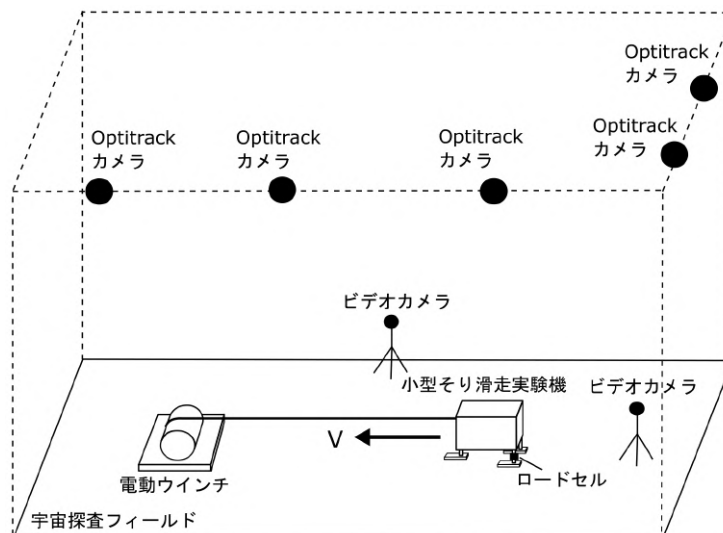 Optitrack
カメラ
Optitrack
カメラ
Optitrack
カメラ
Optitrack
カメラ
Optitrack
カメラ
ビデオカメラ
小型そり滑走実験機
ビデオカメラ
V
電動ウインチ
ロードセル
宇宙探査フィールド